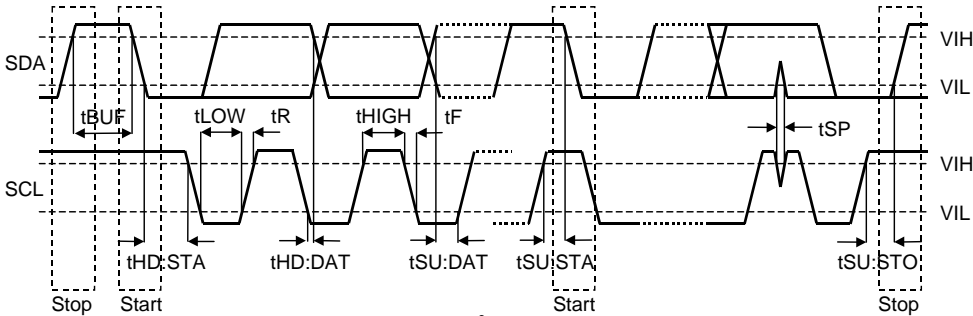 VIH
SDA
VIL
tBUF tLOW tR tHIGH tF tSP
VIH
SCL
VIL
tHD:STA tHD:DAT tSU:DAT tSU:STA tSU:STO
Stop Start Start Stop